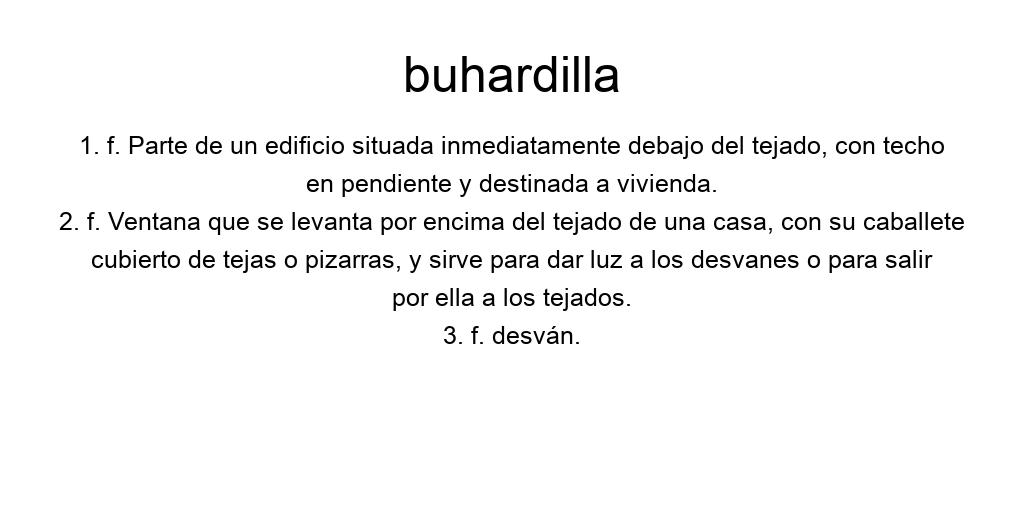 buhardilla
1. f. Parte de un edificio situada inmediatamente debajo del tejado, con techo
en pendiente y destinada a vivienda.
2. f. Ventana que se levanta por encima del tejado de una casa, con su caballete
cubierto de tejas o pizarras, y sirve para dar luz a los desvanes o para salir
por ella a los tejados.
3. f. desván.